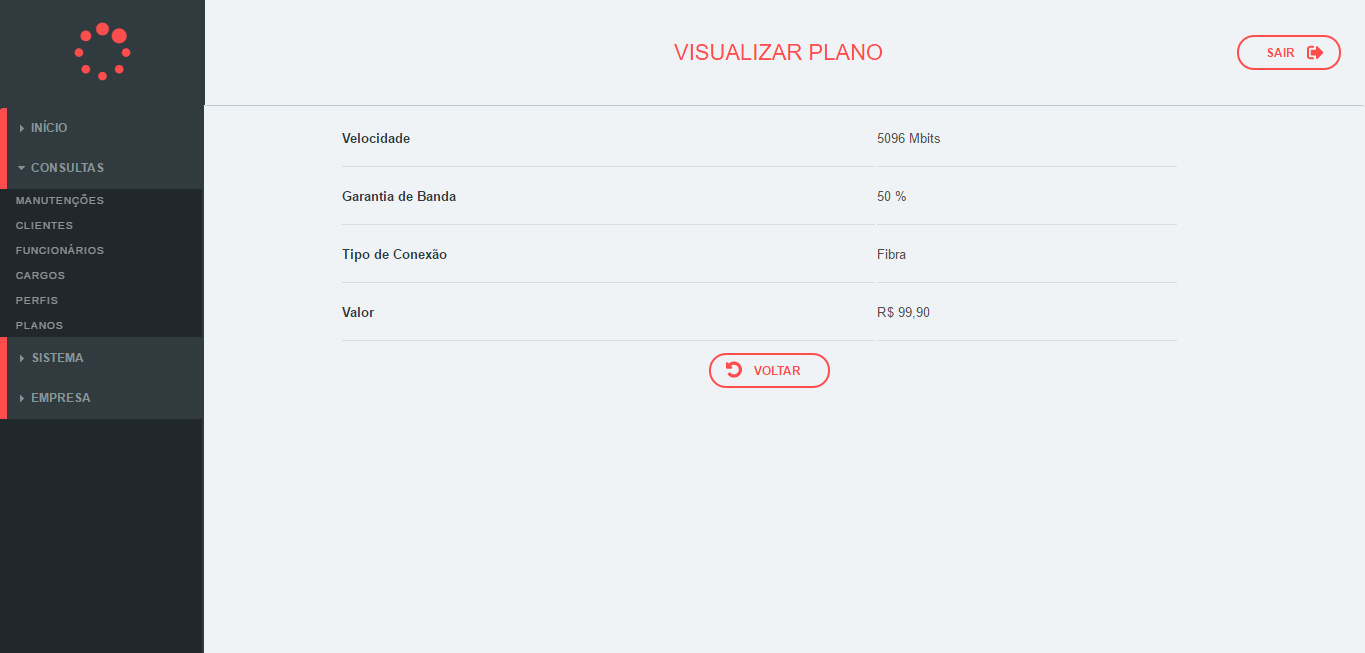 VISUALIZAR PLANO
SAIR
INÍCIO
CONSULTAS
MANUTENÇÕES
CLIENTES
FUNCIONÁRIOS
CARGOS
PERFIS
PLANOS
SISTEMA
EMPRESA
Velocidade 5096 Mbits
Garantia de Banda 50 %
Tipo de Conexão Fibra
Valor R$ 99,90
VOLTAR